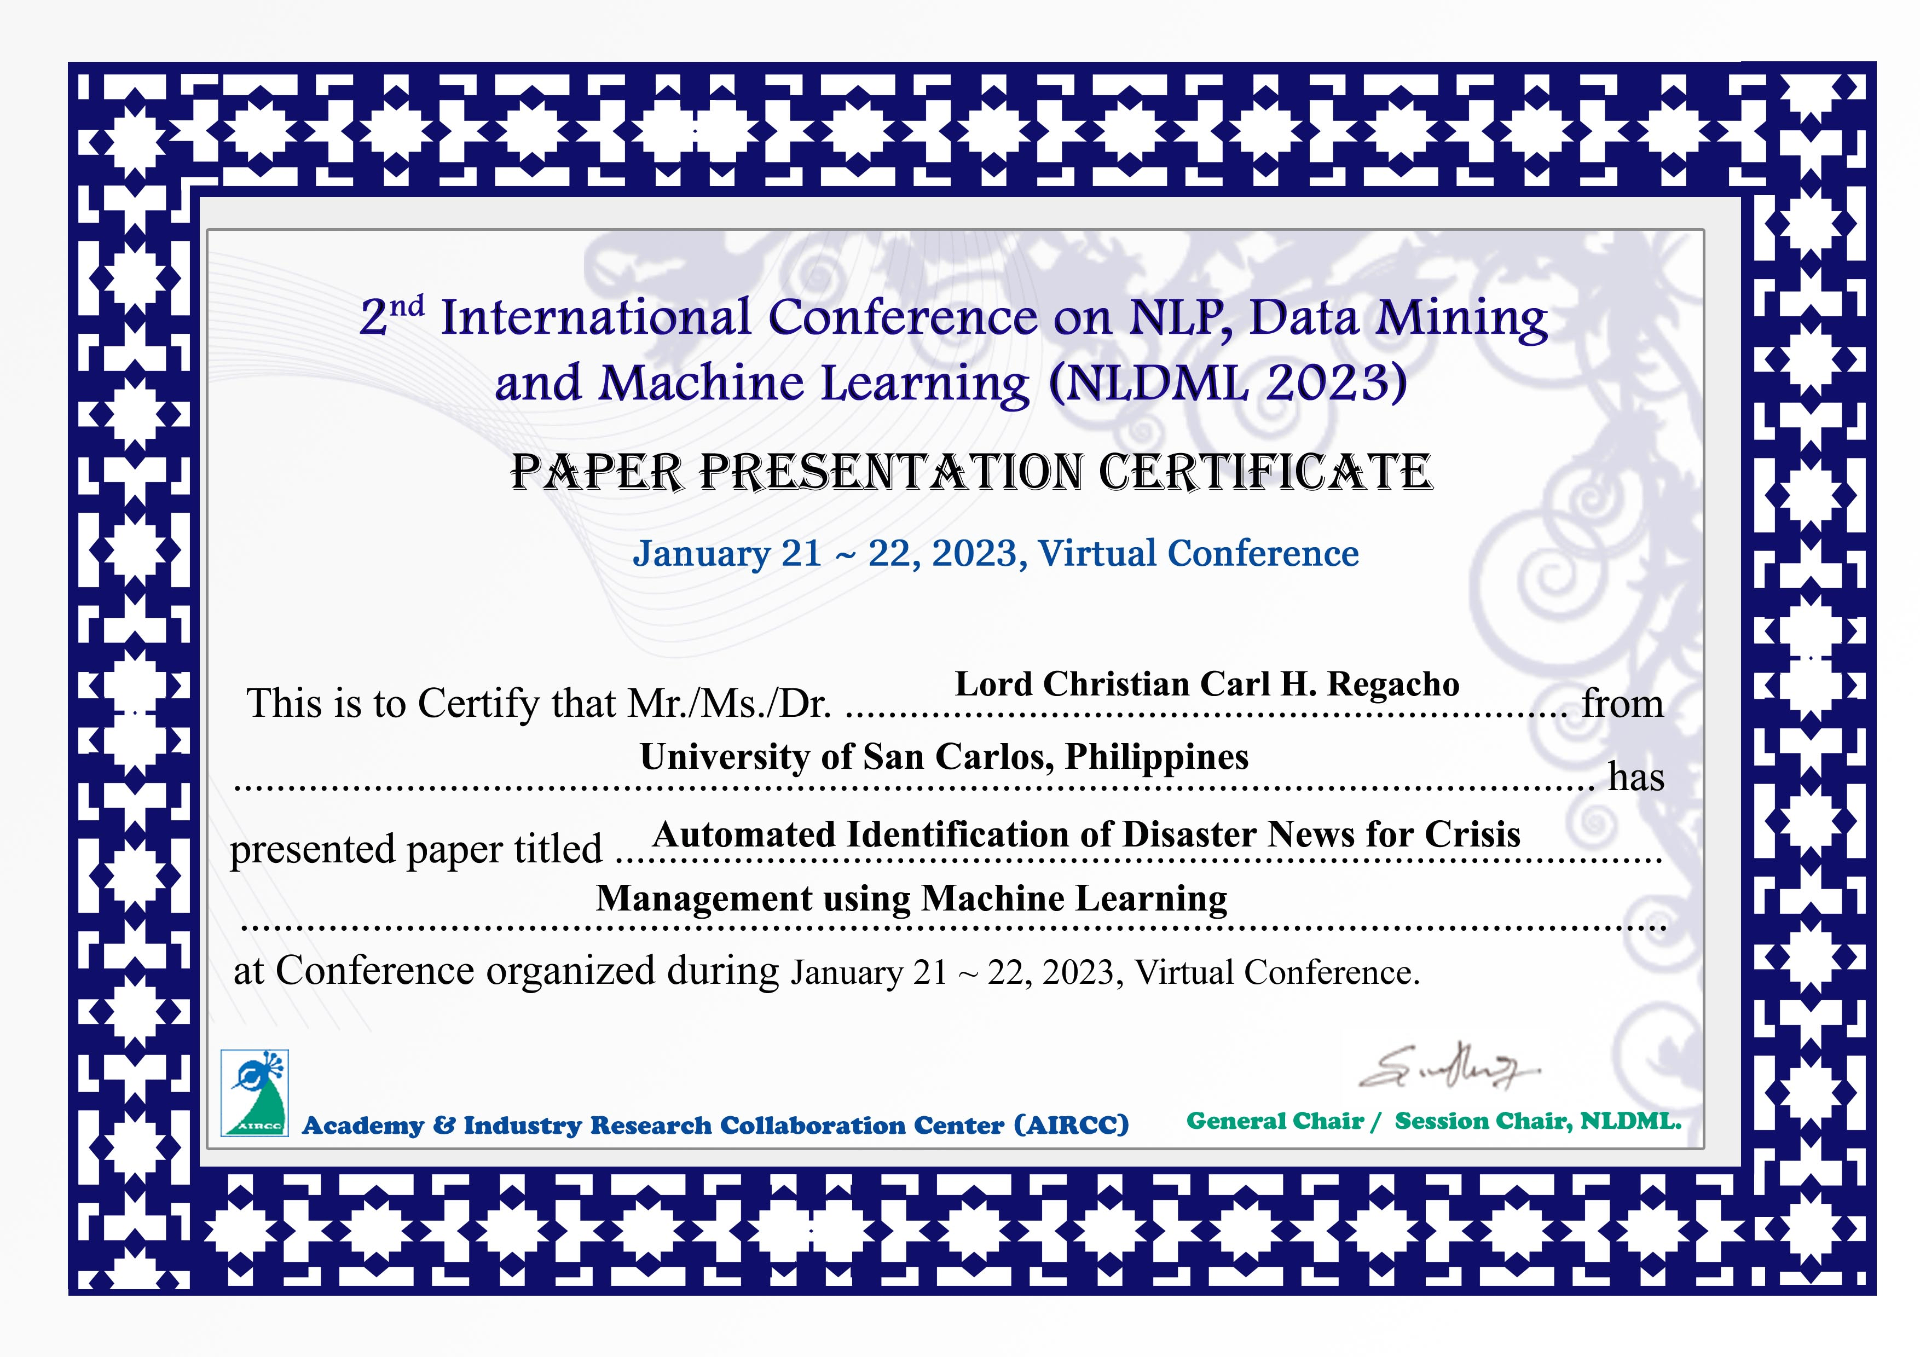 2nd International Conference on NLP, Data Mining
and Machine Learning (NLDML 2023)
PAPER PRESENTATION CERTIFICATE
January 21 ~ 22, 2023, Virtual Conference
This is to Certify that Mr./Ms./Dr. Lord Christian Carl H. Regacho from
University of San Carlos, Philippines has
presented paper titled Automated Identification of Disaster News for Crisis
Management using Machine Learning
at Conference organized during January 21 ~ 22, 2023, Virtual Conference.
AIRCC
Academy & Industry Research Collaboration Center (AIRCC)
General Chair / Session Chair, NLDML.